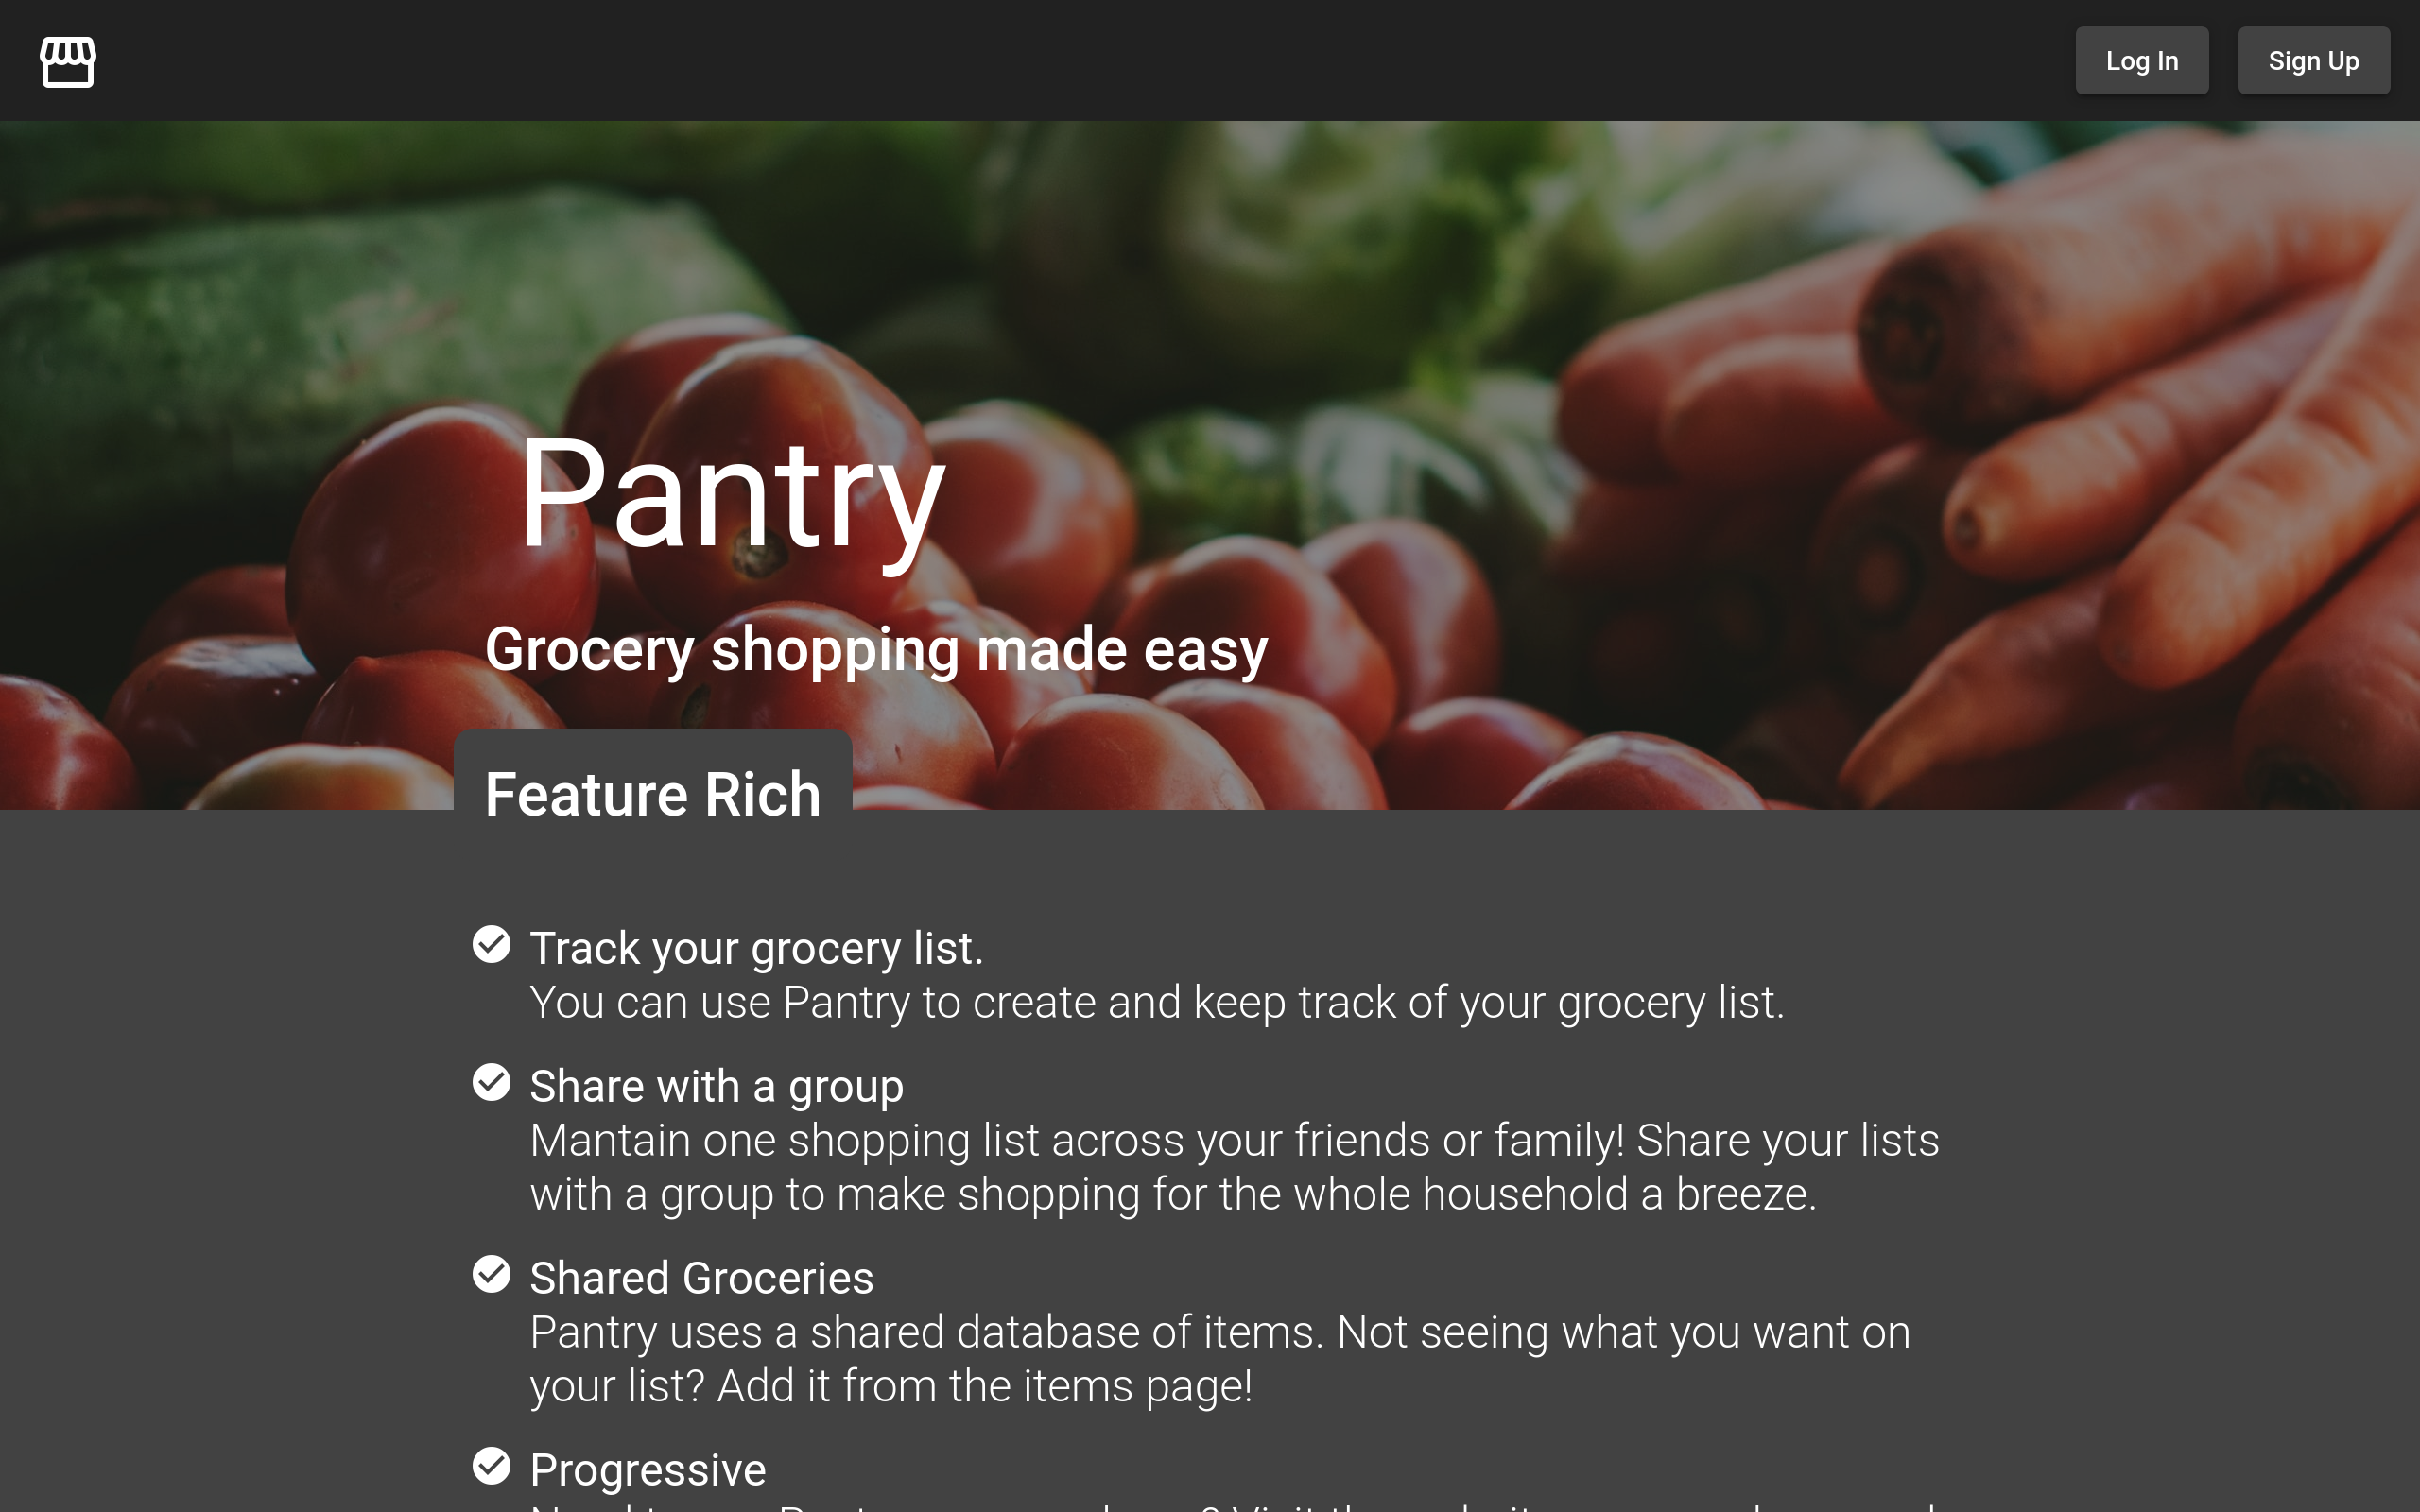 Log In
Sign Up
Pantry
Grocery shopping made easy
Feature Rich
Track your grocery list.
You can use Pantry to create and keep track of your grocery list.
Share with a group
Mantain one shopping list across your friends or family! Share your lists
with a group to make shopping for the whole household a breeze.
Shared Groceries
Pantry uses a shared database of items. Not seeing what you want on
your list? Add it from the items page!
Progressive